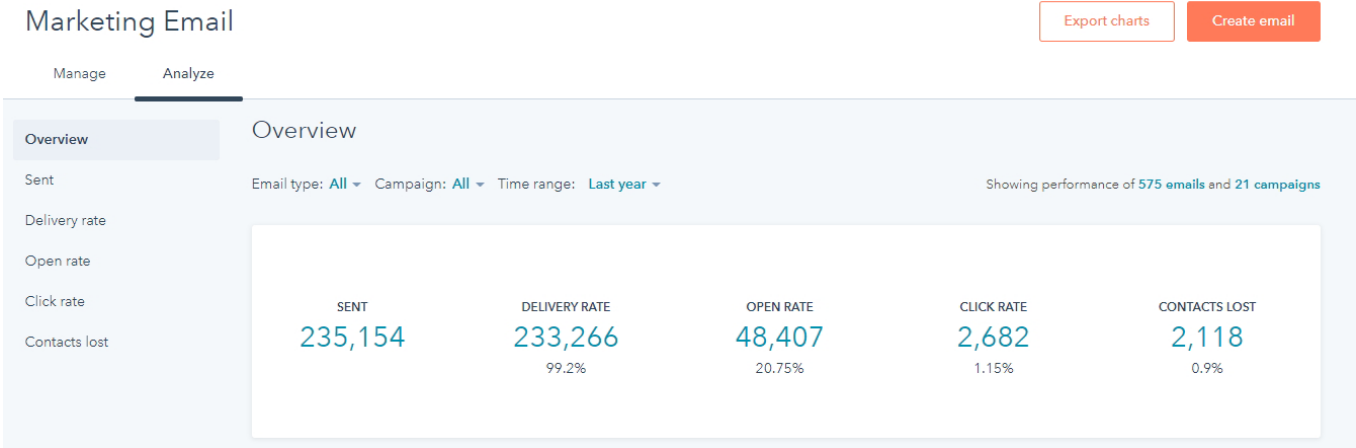 Marketing Email
Export charts
Create email
Manage
Analyze
Overview
Sent
Delivery rate
Open rate
Click rate
Contacts lost
Overview
Email type: All Campaign: All Time range: Last year
Showing performance of 575 emails and 21 campaigns
SENT
235,154
DELIVERY RATE
233,266
99.2%
OPEN RATE
48,407
20.75%
CLICK RATE
2,682
1.15%
CONTACTS LOST
2,118
0.9%